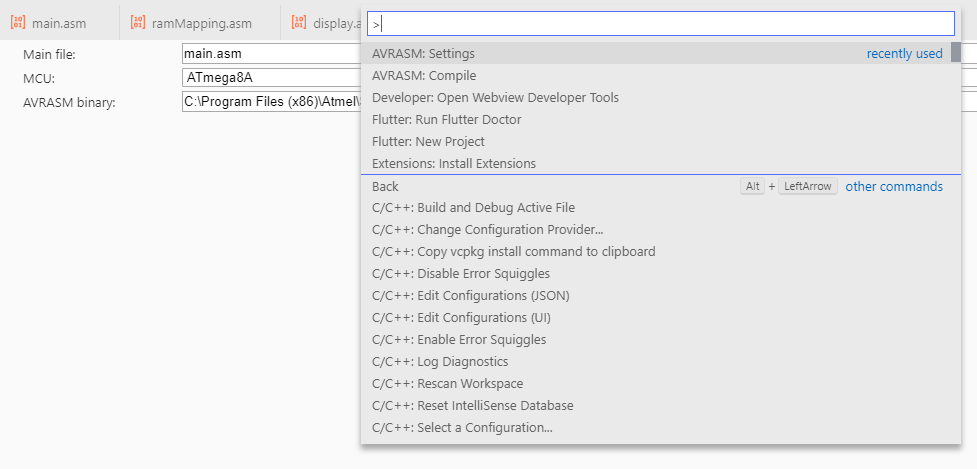 main.asm ramMapping.asm display.a
>
Main file: main.asm
MCU: ATmega8A
AVRASM binary: C:\Program Files (x86)\Atmel\
AVRASM: Settings recently used
AVRASM: Compile
Developer: Open Webview Developer Tools
Flutter: Run Flutter Doctor
Flutter: New Project
Extensions: Install Extensions
Back Alt + LeftArrow other commands
C/C++: Build and Debug Active File
C/C++: Change Configuration Provider...
C/C++: Copy vcpkg install command to clipboard
C/C++: Disable Error Squiggles
C/C++: Edit Configurations (JSON)
C/C++: Edit Configurations (UI)
C/C++: Enable Error Squiggles
C/C++: Log Diagnostics
C/C++: Rescan Workspace
C/C++: Reset IntelliSense Database
C/C++: Select a Configuration...